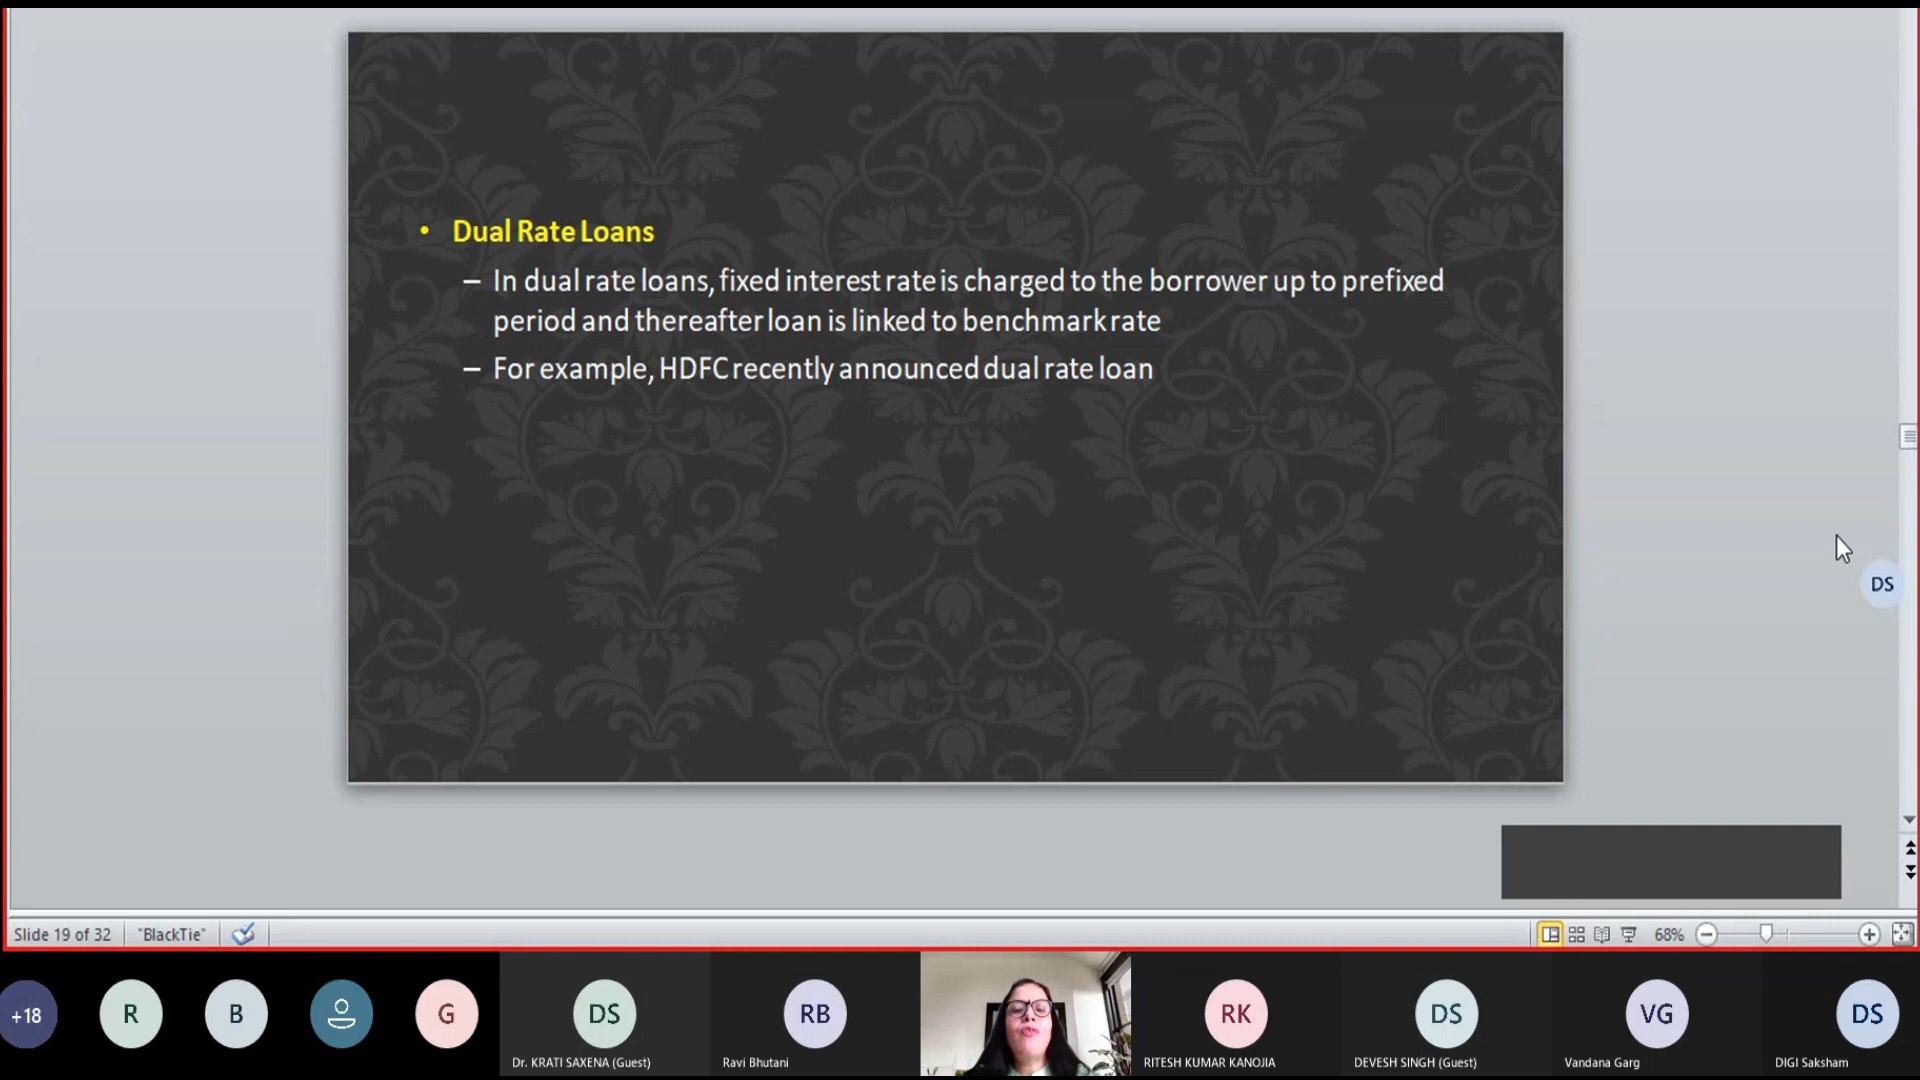 • Dual Rate Loans
– In dual rate loans, fixed interest rate is charged to the borrower up to prefixed
period and thereafter loan is linked to benchmark rate
– For example, HDFC recently announced dual rate loan
DS
Slide 19 of 32
"BlackTie"
68%
+18
R
B
G
DS
RB
RK
DS
VG
DS
Dr. KRATI SAXENA (Guest)
Ravi Bhutani
RITESH KUMAR KANOJIA
DEVESH SINGH (Guest)
Vandana Garg
DIGI Saksham